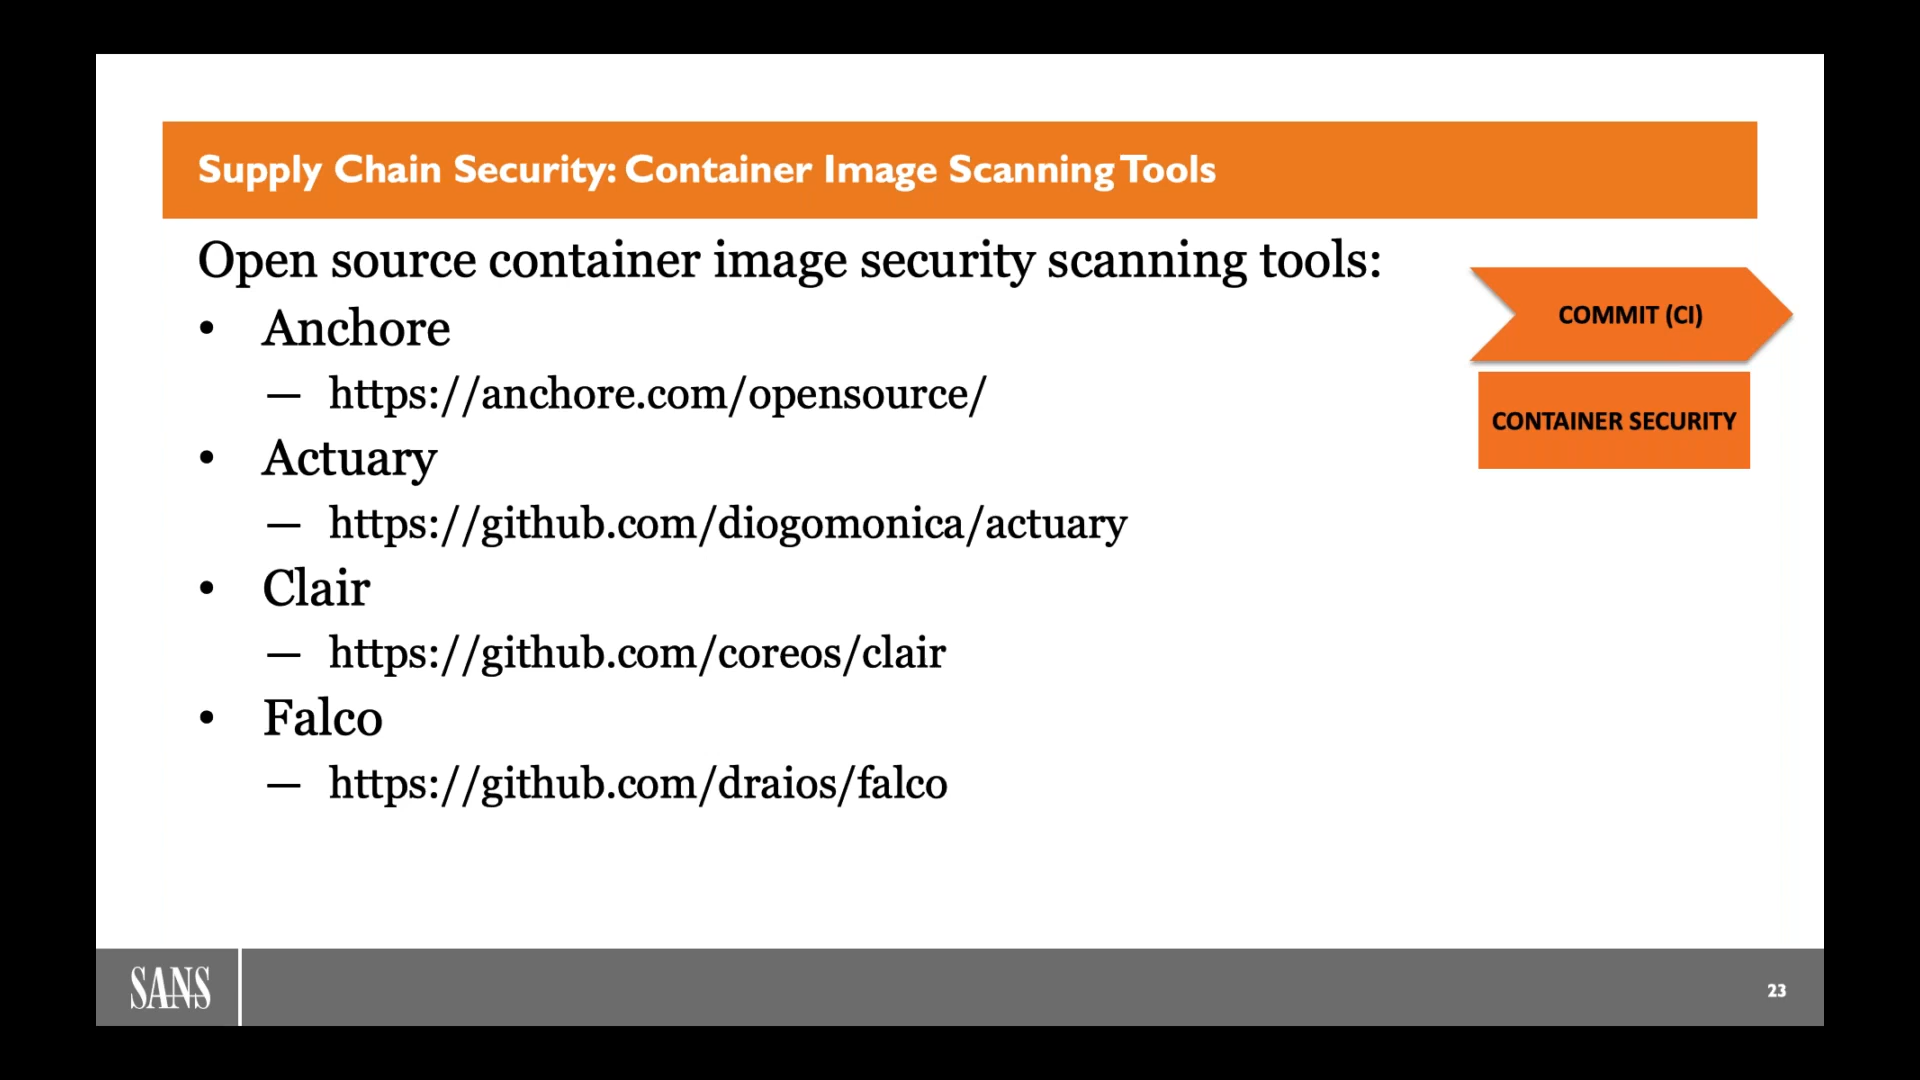 Supply Chain Security: Container Image Scanning Tools
Open source container image security scanning tools:
• Anchore
— https://anchore.com/opensource/
• Actuary
— https://github.com/diogomonica/actuary
• Clair
— https://github.com/coreos/clair
• Falco
— https://github.com/draios/falco
COMMIT (CI)
CONTAINER SECURITY
SANS
23